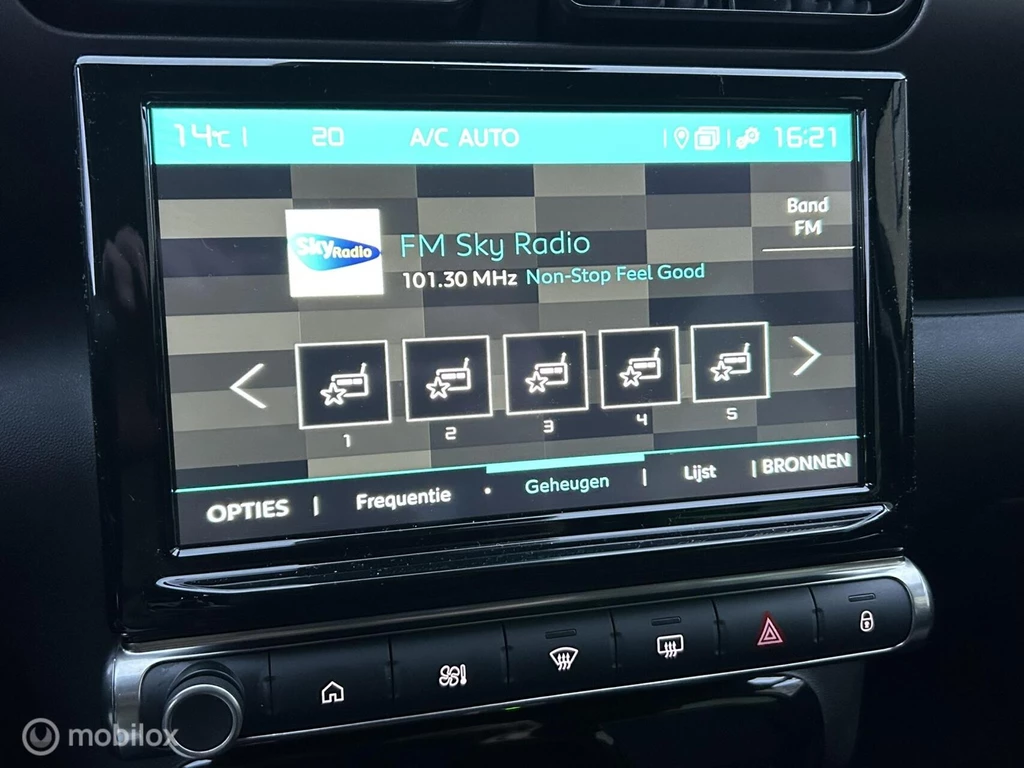 14°C | 20 A/C AUTO 16:21
Band
FM
Sky Radio
FM Sky Radio
101.30 MHz Non-Stop Feel Good
1 2 3 4 5
OPTIES | Frequentie • Geheugen | Lijst | BRONNEN
mobilox